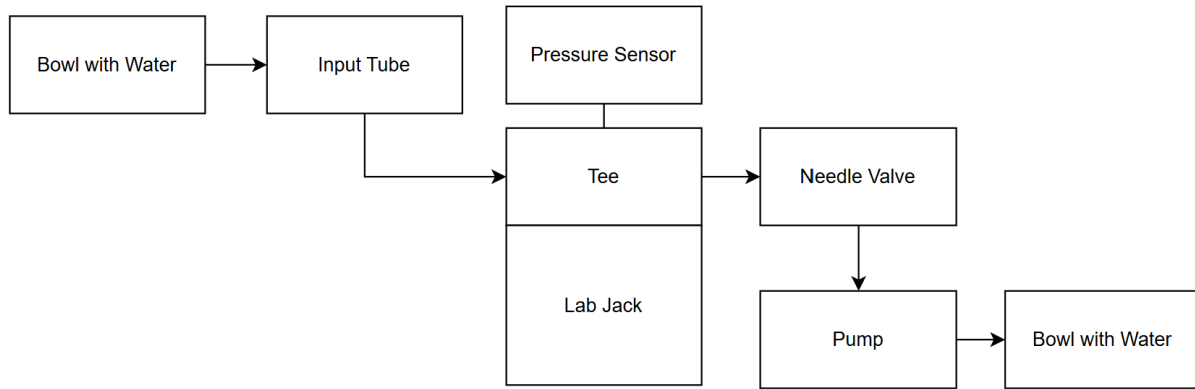 Bowl with Water
Input Tube
Pressure Sensor
Tee
Needle Valve
Lab Jack
Pump
Bowl with Water